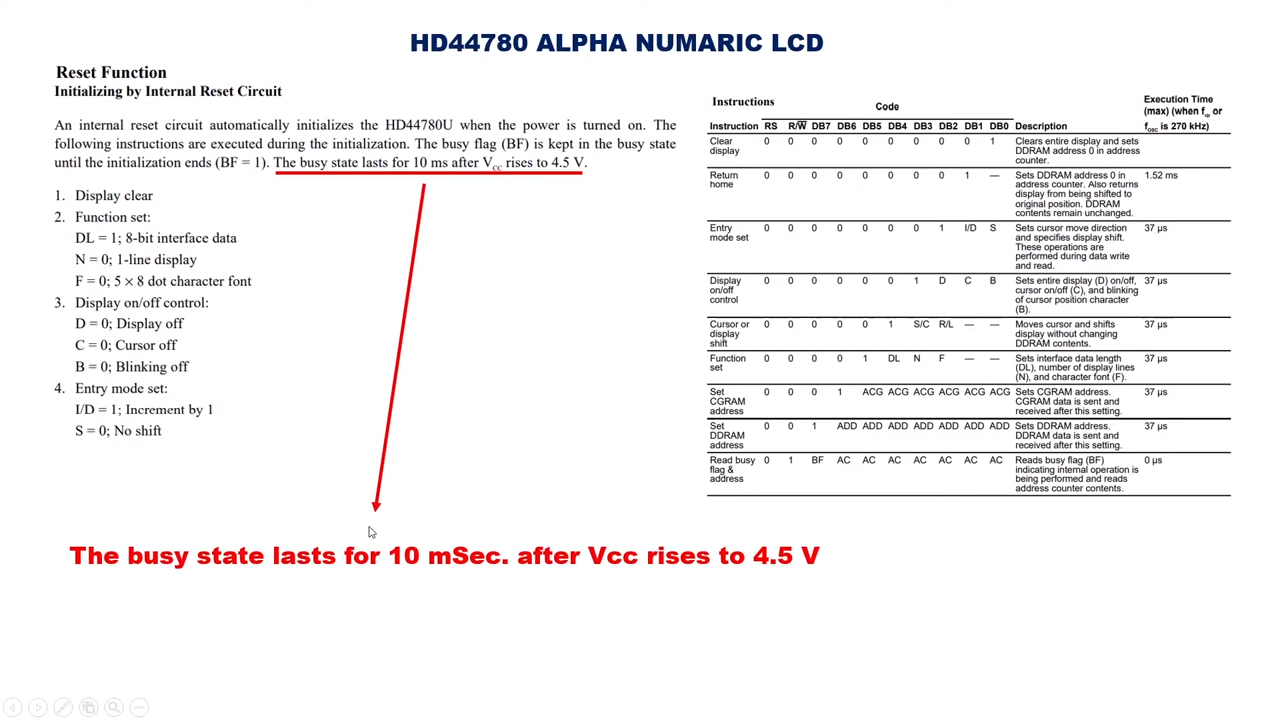 HD44780 ALPHA NUMARIC LCD
Reset Function
Initializing by Internal Reset Circuit
An internal reset circuit automatically initializes the HD44780U when the power is turned on. The
following instructions are executed during the initialization. The busy flag (BF) is kept in the busy state
until the initialization ends (BF = 1). The busy state lasts for 10 ms after VCC rises to 4.5 V.
1. Display clear
2. Function set:
DL = 1; 8-bit interface data
N = 0; 1-line display
F = 0; 5 × 8 dot character font
3. Display on/off control:
D = 0; Display off
C = 0; Cursor off
B = 0; Blinking off
4. Entry mode set:
I/D = 1; Increment by 1
S = 0; No shift
The busy state lasts for 10 mSec. after Vcc rises to 4.5 V
Instructions
Code
Execution Time
(max) (when fcp or
Instruction RS R/W DB7 DB6 DB5 DB4 DB3 DB2 DB1 DB0 Description fosc is 270 kHz)
Clear 0 0 0 0 0 0 0 0 0 1 Clears entire display and sets
display DDRAM address 0 in address
counter.
Return 0 0 0 0 0 0 0 0 1 — Sets DDRAM address 0 in 1.52 ms
home address counter. Also returns
display from being shifted to
original position. DDRAM
contents remain unchanged.
Entry 0 0 0 0 0 0 0 1 I/D S Sets cursor move direction 37 µs
mode set and specifies display shift.
These operations are
performed during data write
and read.
Display 0 0 0 0 0 0 1 D C B Sets entire display (D) on/off, 37 µs
on/off cursor on/off (C), and blinking
control of cursor position character
(B).
Cursor or 0 0 0 0 0 1 S/C R/L — — Moves cursor and shifts 37 µs
display display without changing
shift DDRAM contents.
Function 0 0 0 0 1 DL N F — — Sets interface data length 37 µs
set (DL), number of display lines
(N), and character font (F).
Set 0 0 0 1 ACG ACG ACG ACG ACG ACG Sets CGRAM address. 37 µs
CGRAM CGRAM data is sent and
address received after this setting.
Set 0 0 1 ADD ADD ADD ADD ADD ADD ADD Sets DDRAM address. 37 µs
DDRAM DDRAM data is sent and
address received after this setting.
Read busy 0 1 BF AC AC AC AC AC AC AC Reads busy flag (BF) 0 µs
flag & indicating internal operation is
address being performed and reads
address counter contents.